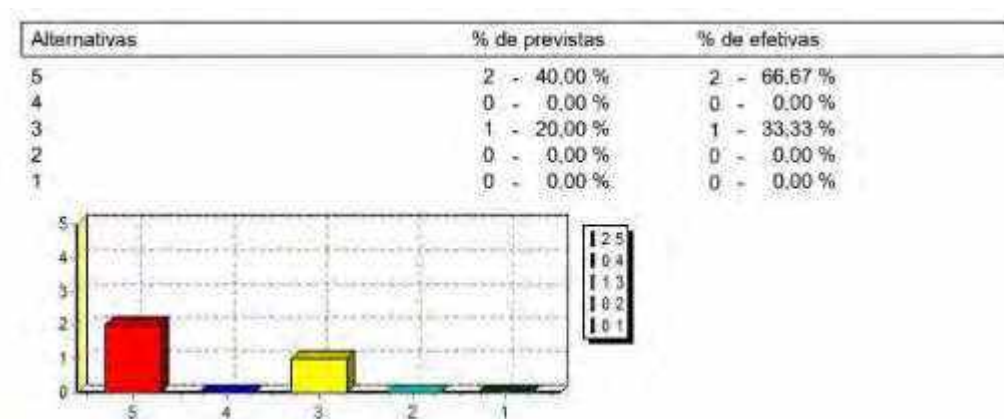 Alternativas % de previstas % de efetivas
5 2 - 40,00 % 2 - 66,67 %
4 0 - 0,00 % 0 - 0,00 %
3 1 - 20,00 % 1 - 33,33 %
2 0 - 0,00 % 0 - 0,00 %
1 0 - 0,00 % 0 - 0,00 %
5
4
3
2
1
0
5 4 3 2 1
2 5
0 4
1 3
0 2
0 1